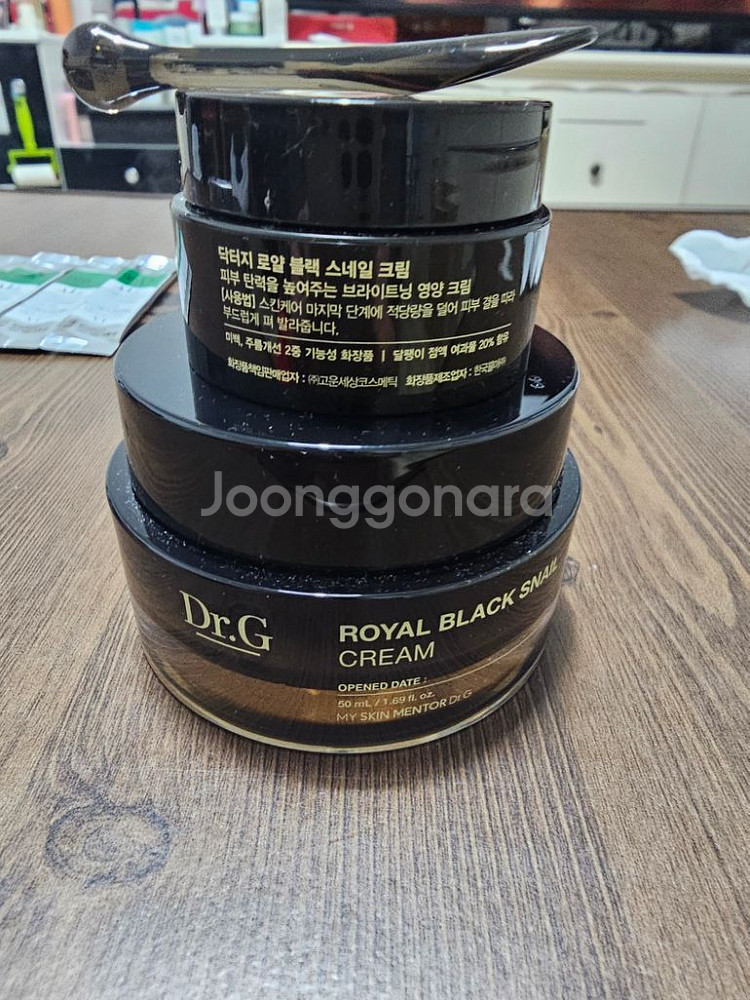 닥터지 로얄 블랙 스네일 크림
피부 탄력을 높여주는 브라이트닝 영양 크림
[사용법] 스킨케어 마지막 단계에 적당량을 덜어 피부 결을 따라
부드럽게 펴 발라줍니다.
미백, 주름개선 2중 기능성 화장품 | 달팽이 점액 여과물 20% 함유
화장품책임판매업자 : ㈜고운세상코스메틱 화장품제조업자 : 한국콜마㈜
Joonggonara
Dr.G
ROYAL BLACK SNAIL
CREAM
OPENED DATE :
50 mL / 1.69 fl. oz.
MY SKIN MENTOR Dr.G